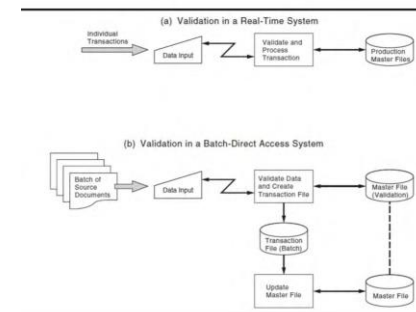 (a) Validation in a Real-Time System
Individual
Transactions
Data Input
Validate and
Process
Transaction
Production
Master Files
(b) Validation in a Batch-Direct Access System
Batch of
Source
Documents
Data Input
Validate Data
and Create
Transaction File
Master File
(Validation)
Transaction
File (Batch)
Update
Master File
Master File